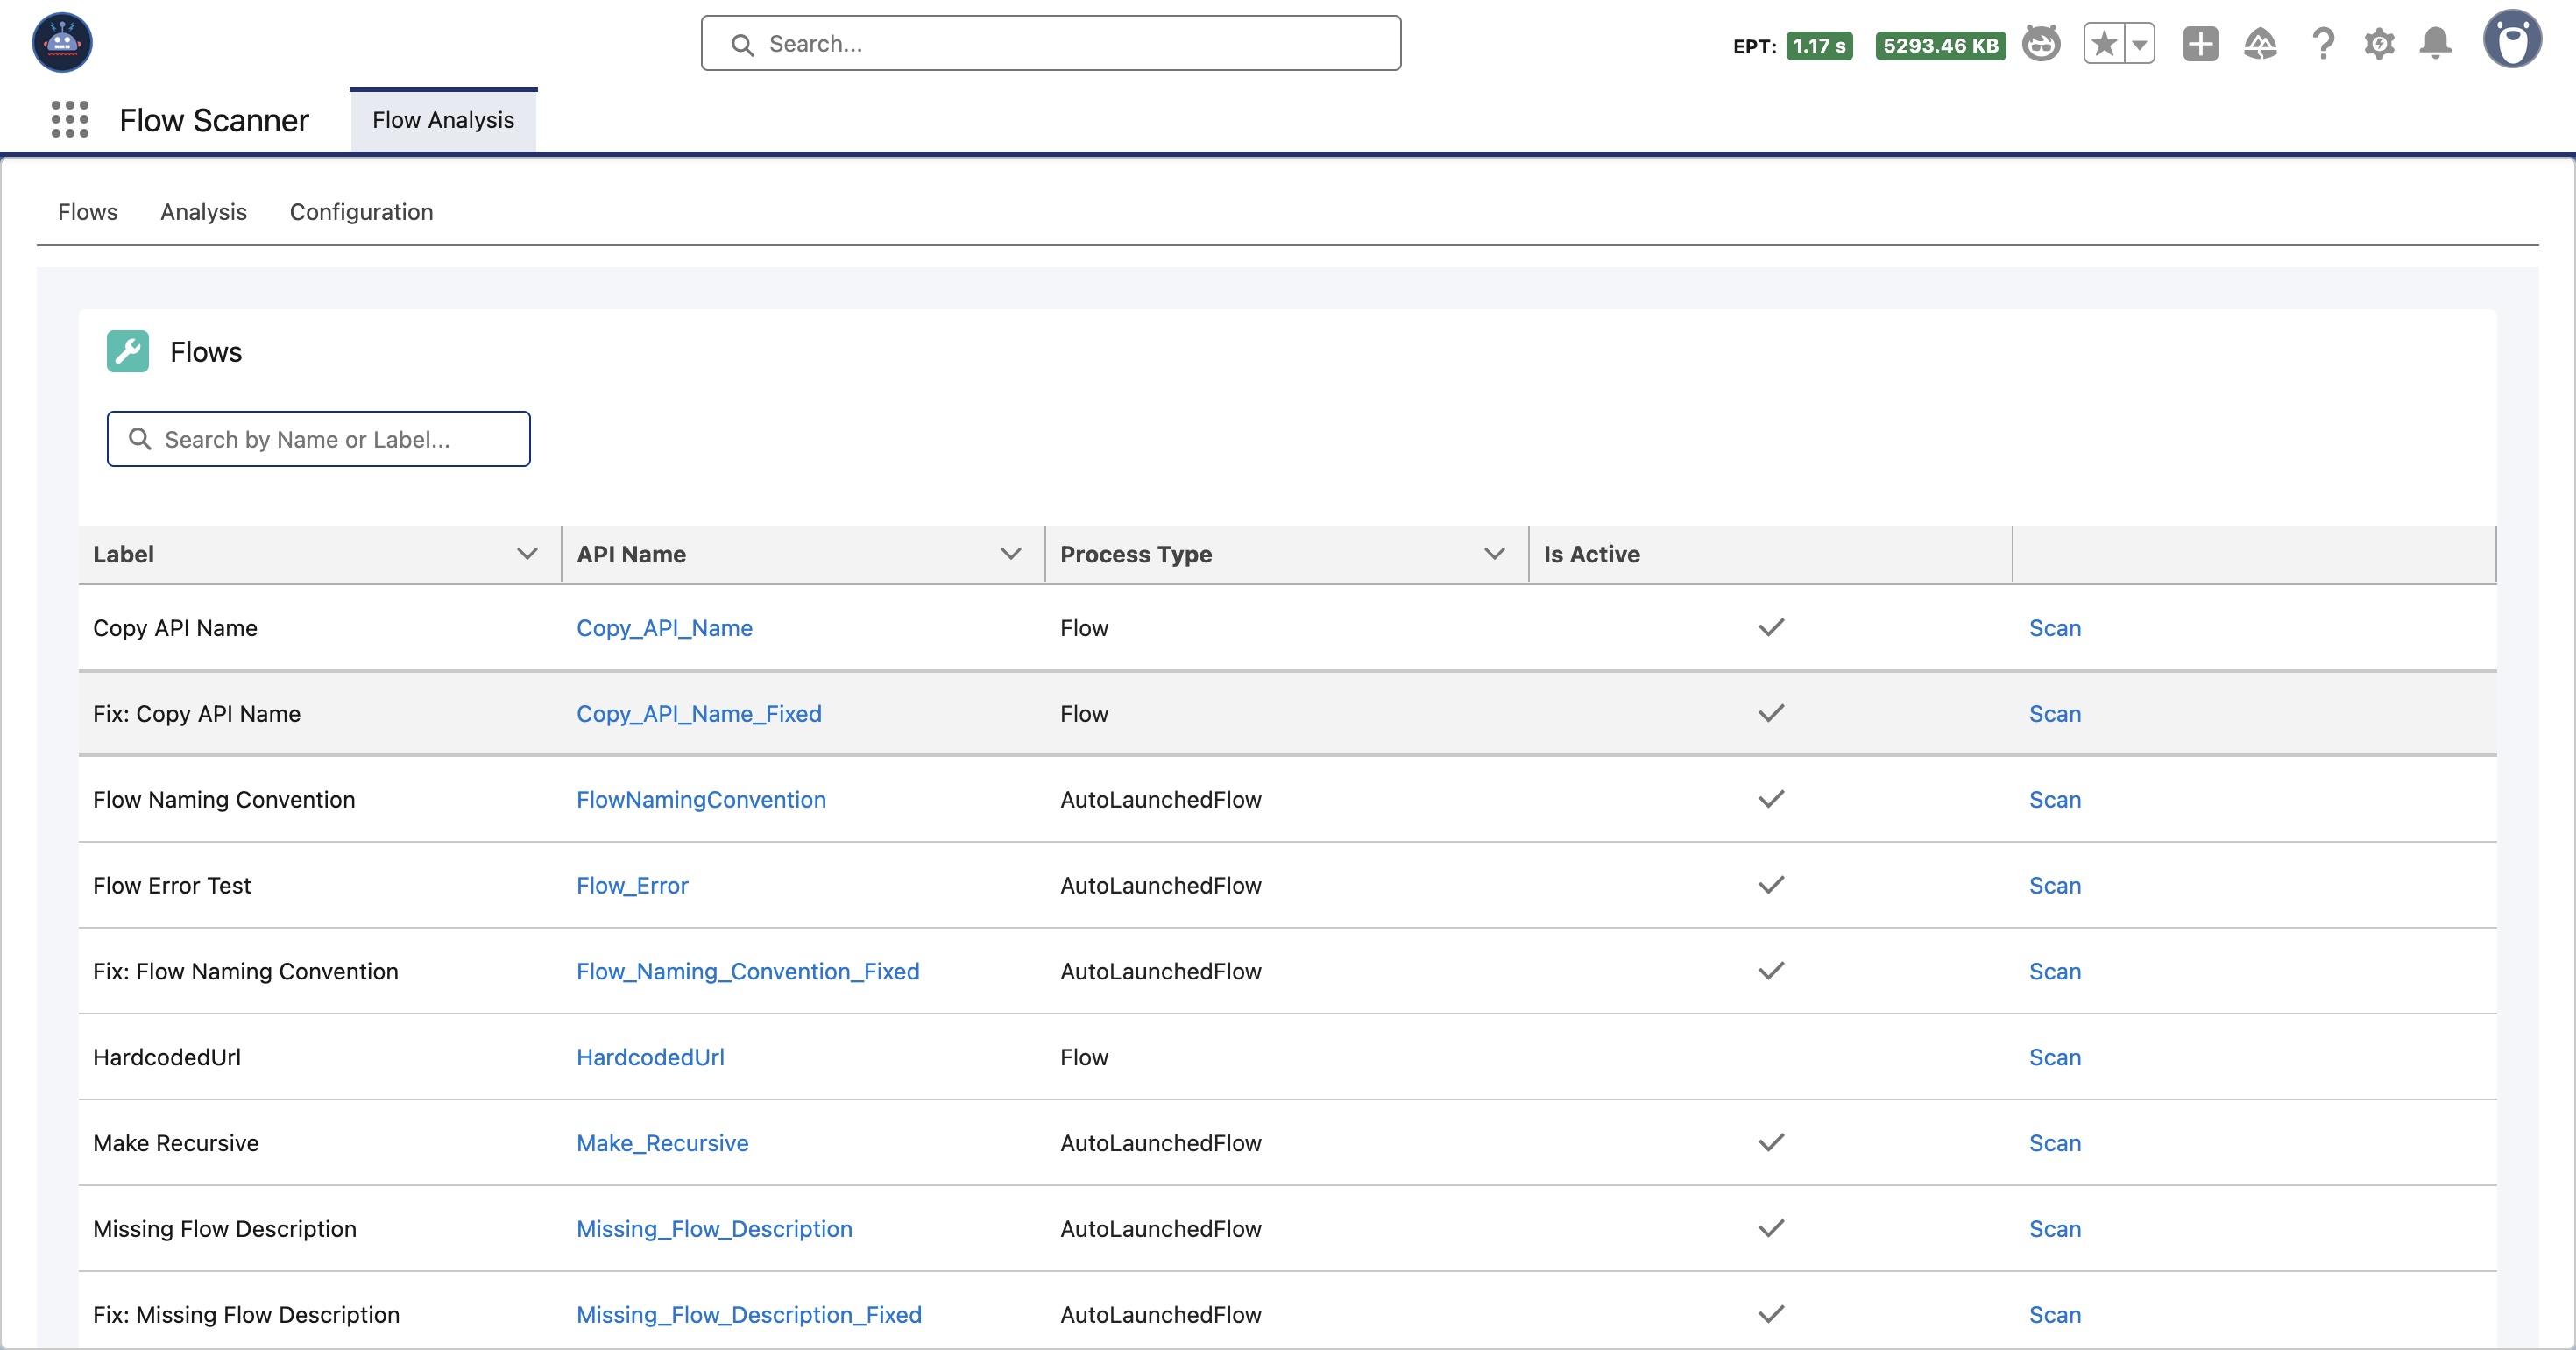 Search...
EPT: 1.17 s 5293.46 KB
Flow Scanner Flow Analysis
Flows Analysis Configuration
Flows
Search by Name or Label...
Label API Name Process Type Is Active
Copy API Name Copy_API_Name Flow Scan
Fix: Copy API Name Copy_API_Name_Fixed Flow Scan
Flow Naming Convention FlowNamingConvention AutoLaunchedFlow Scan
Flow Error Test Flow_Error AutoLaunchedFlow Scan
Fix: Flow Naming Convention Flow_Naming_Convention_Fixed AutoLaunchedFlow Scan
HardcodedUrl HardcodedUrl Flow Scan
Make Recursive Make_Recursive AutoLaunchedFlow Scan
Missing Flow Description Missing_Flow_Description AutoLaunchedFlow Scan
Fix: Missing Flow Description Missing_Flow_Description_Fixed AutoLaunchedFlow Scan